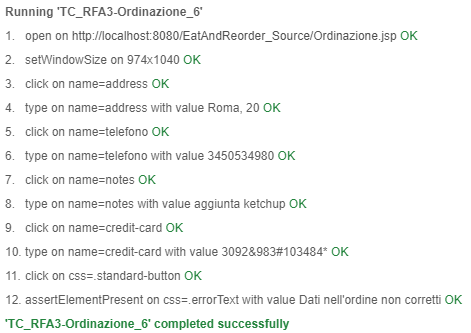 Running 'TC_RFA3-Ordinazione_6'
1. open on http://localhost:8080/EatAndReorder_Source/Ordinazione.jsp OK
2. setWindowSize on 974x1040 OK
3. click on name=address OK
4. type on name=address with value Roma, 20 OK
5. click on name=telefono OK
6. type on name=telefono with value 3450534980 OK
7. click on name=notes OK
8. type on name=notes with value aggiunta ketchup OK
9. click on name=credit-card OK
10. type on name=credit-card with value 3092&983#103484* OK
11. click on css=.standard-button OK
12. assertElementPresent on css=.errorText with value Dati nell'ordine non corretti OK
'TC_RFA3-Ordinazione_6' completed successfully